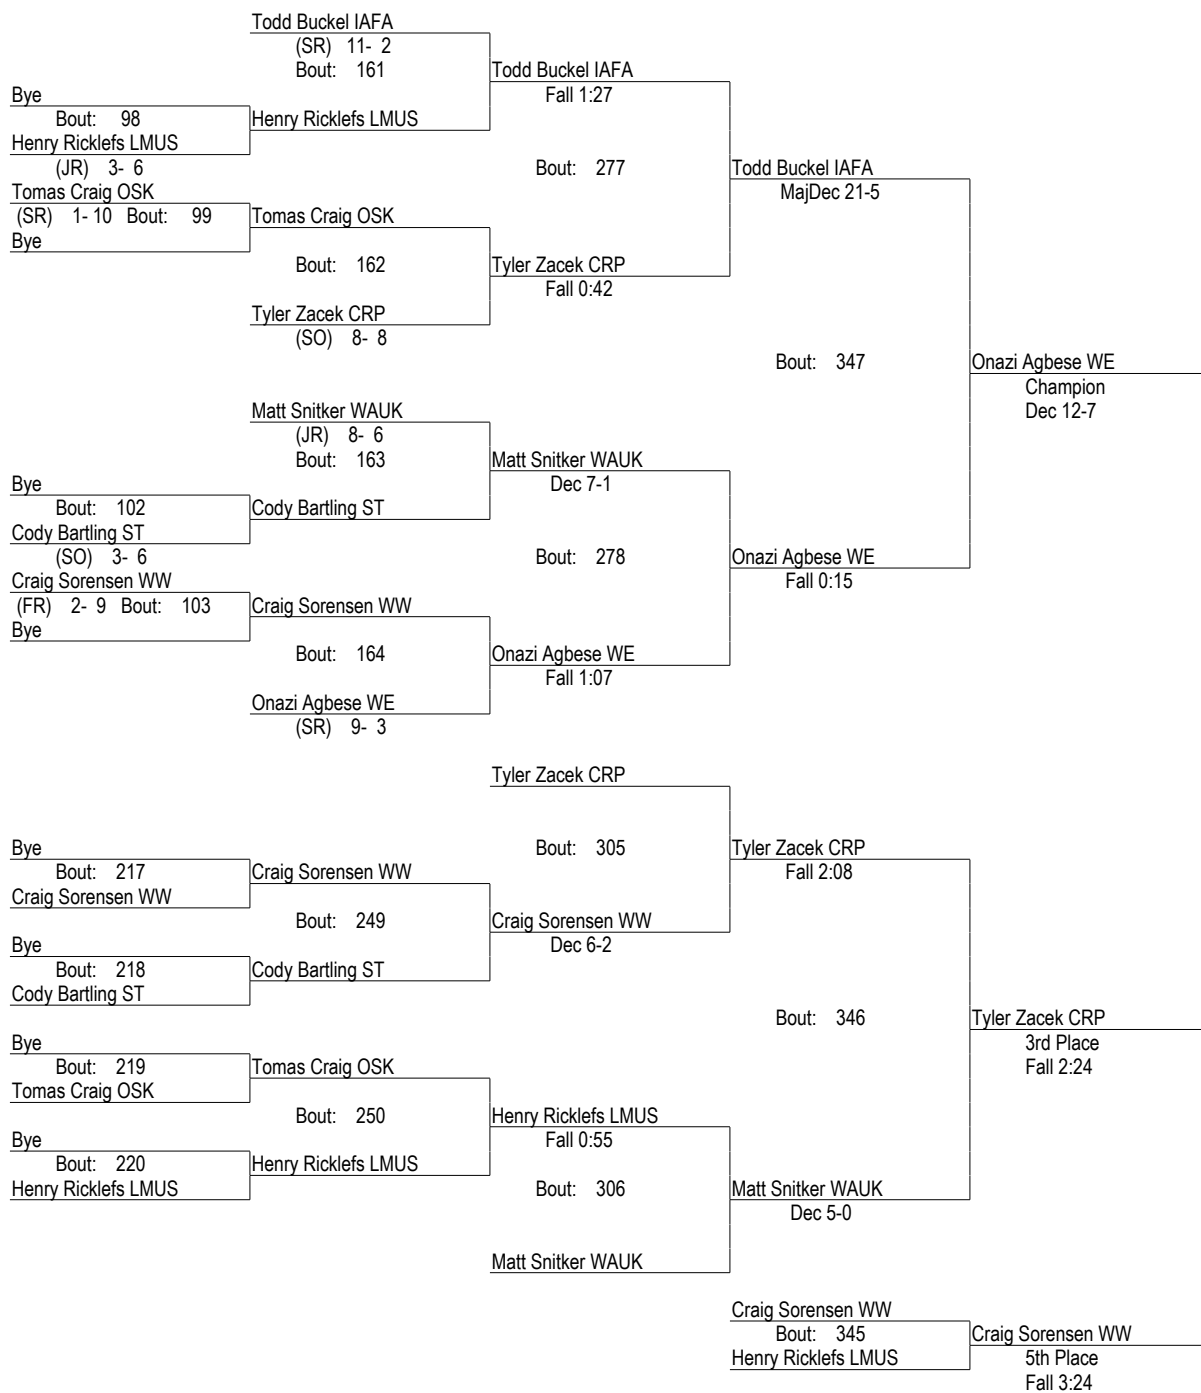 Todd Buckel IAFA
(SR) 11- 2
Bout: 161
Todd Buckel IAFA
Fall 1:27
Bye
Bout: 98
Henry Ricklefs LMUS
Henry Ricklefs LMUS
(JR) 3- 6
Bout: 277
Todd Buckel IAFA
MajDec 21-5
Tomas Craig OSK
(SR) 1- 10 Bout: 99
Tomas Craig OSK
Bye
Bout: 162
Tyler Zacek CRP
Fall 0:42
Tyler Zacek CRP
(SO) 8- 8
Bout: 347
Onazi Agbese WE
Champion
Dec 12-7
Matt Snitker WAUK
(JR) 8- 6
Bout: 163
Matt Snitker WAUK
Dec 7-1
Bye
Bout: 102
Cody Bartling ST
Cody Bartling ST
(SO) 3- 6
Bout: 278
Onazi Agbese WE
Fall 0:15
Craig Sorensen WW
(FR) 2- 9 Bout: 103
Craig Sorensen WW
Bye
Bout: 164
Onazi Agbese WE
Fall 1:07
Onazi Agbese WE
(SR) 9- 3
Tyler Zacek CRP
Bout: 305
Tyler Zacek CRP
Fall 2:08
Bye
Bout: 217
Craig Sorensen WW
Craig Sorensen WW
Bout: 249
Craig Sorensen WW
Dec 6-2
Bye
Bout: 218
Cody Bartling ST
Cody Bartling ST
Bout: 346
Tyler Zacek CRP
3rd Place
Fall 2:24
Bye
Bout: 219
Tomas Craig OSK
Tomas Craig OSK
Bout: 250
Henry Ricklefs LMUS
Fall 0:55
Bye
Bout: 220
Henry Ricklefs LMUS
Henry Ricklefs LMUS
Bout: 306
Matt Snitker WAUK
Dec 5-0
Matt Snitker WAUK
Craig Sorensen WW
Bout: 345
Craig Sorensen WW
Henry Ricklefs LMUS
5th Place
Fall 3:24